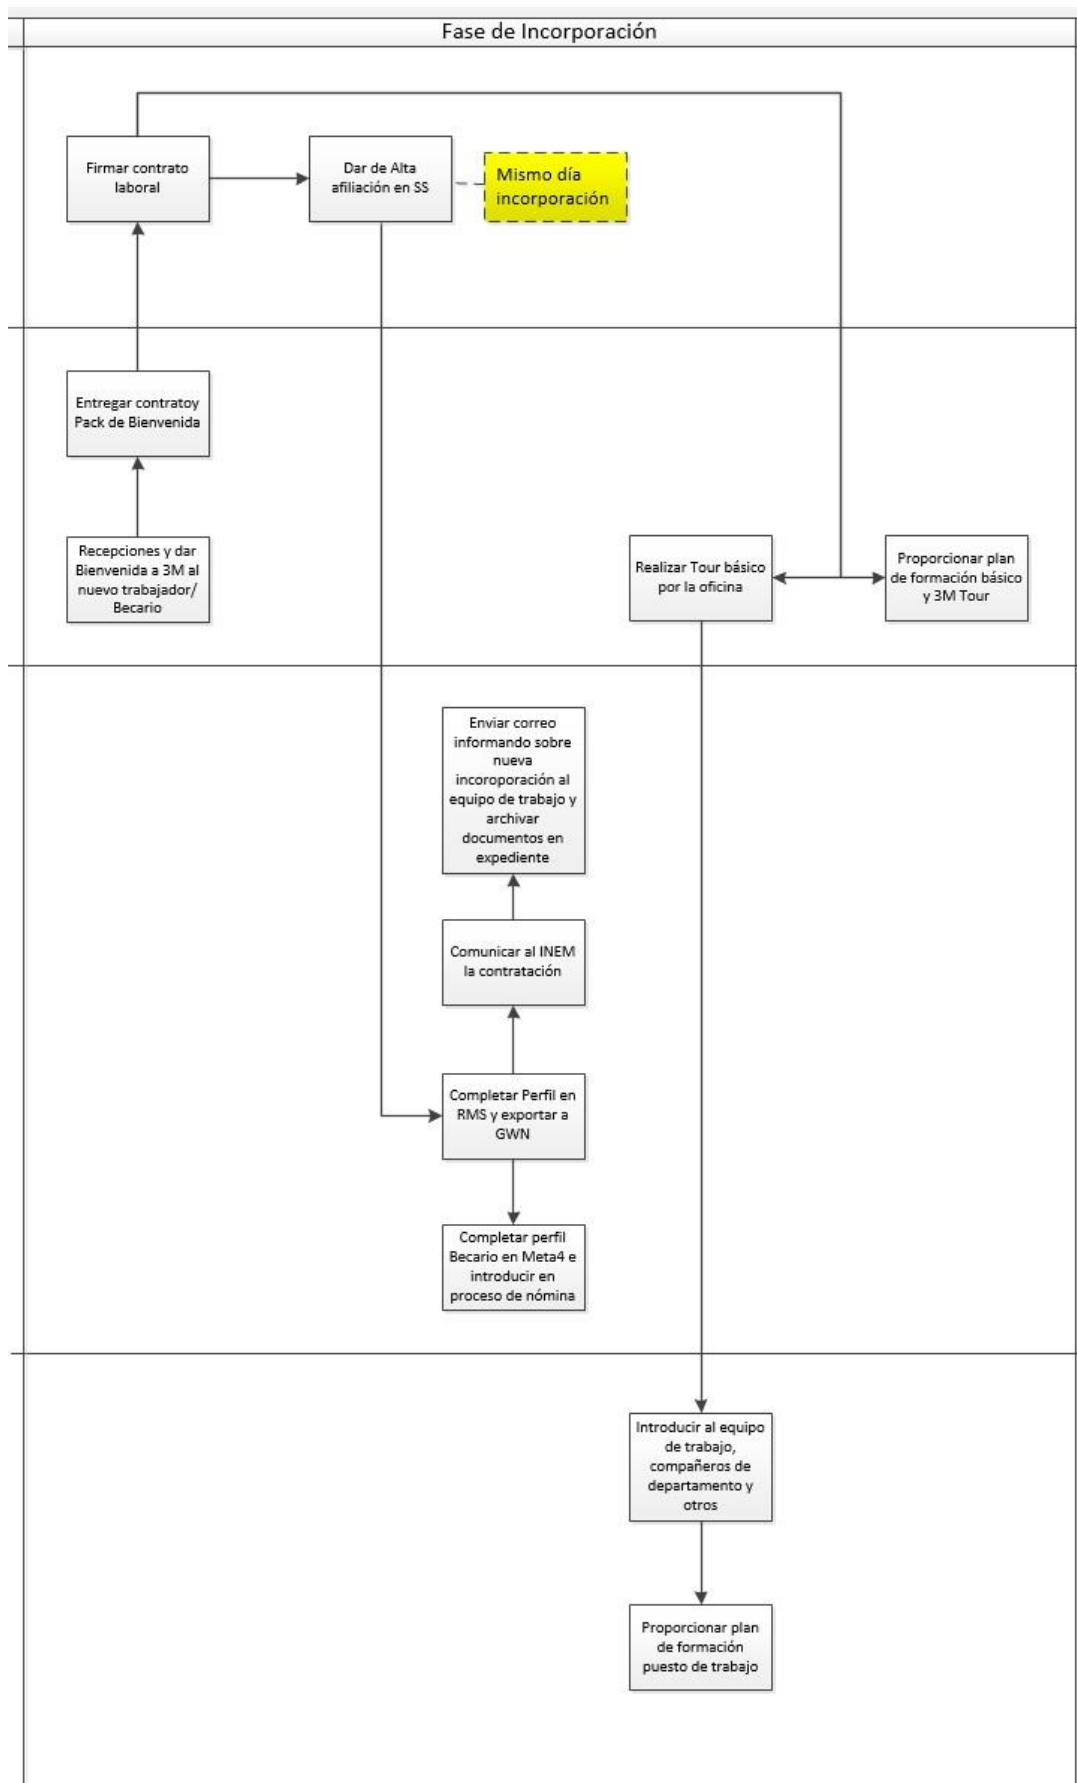 Fase de Incorporación
Firmar contrato
laboral
Dar de Alta
afiliación en SS
Mismo día
incorporación
Entregar contratoy
Pack de Bienvenida
Recepciones y dar
Bienvenida a 3M al
nuevo trabajador/
Becario
Realizar Tour básico
por la oficina
Proporcionar plan
de formación básico
y 3M Tour
Enviar correo
informando sobre
nueva
incoroporación al
equipo de trabajo y
archivar
documentos en
expediente
Comunicar al INEM
la contratación
Completar Perfil en
RMS y exportar a
GWN
Completar perfil
Becario en Meta4 e
introducir en
proceso de nómina
Introducir al equipo
de trabajo,
compañeros de
departamento y
otros
Proporcionar plan
de formación
puesto de trabajo